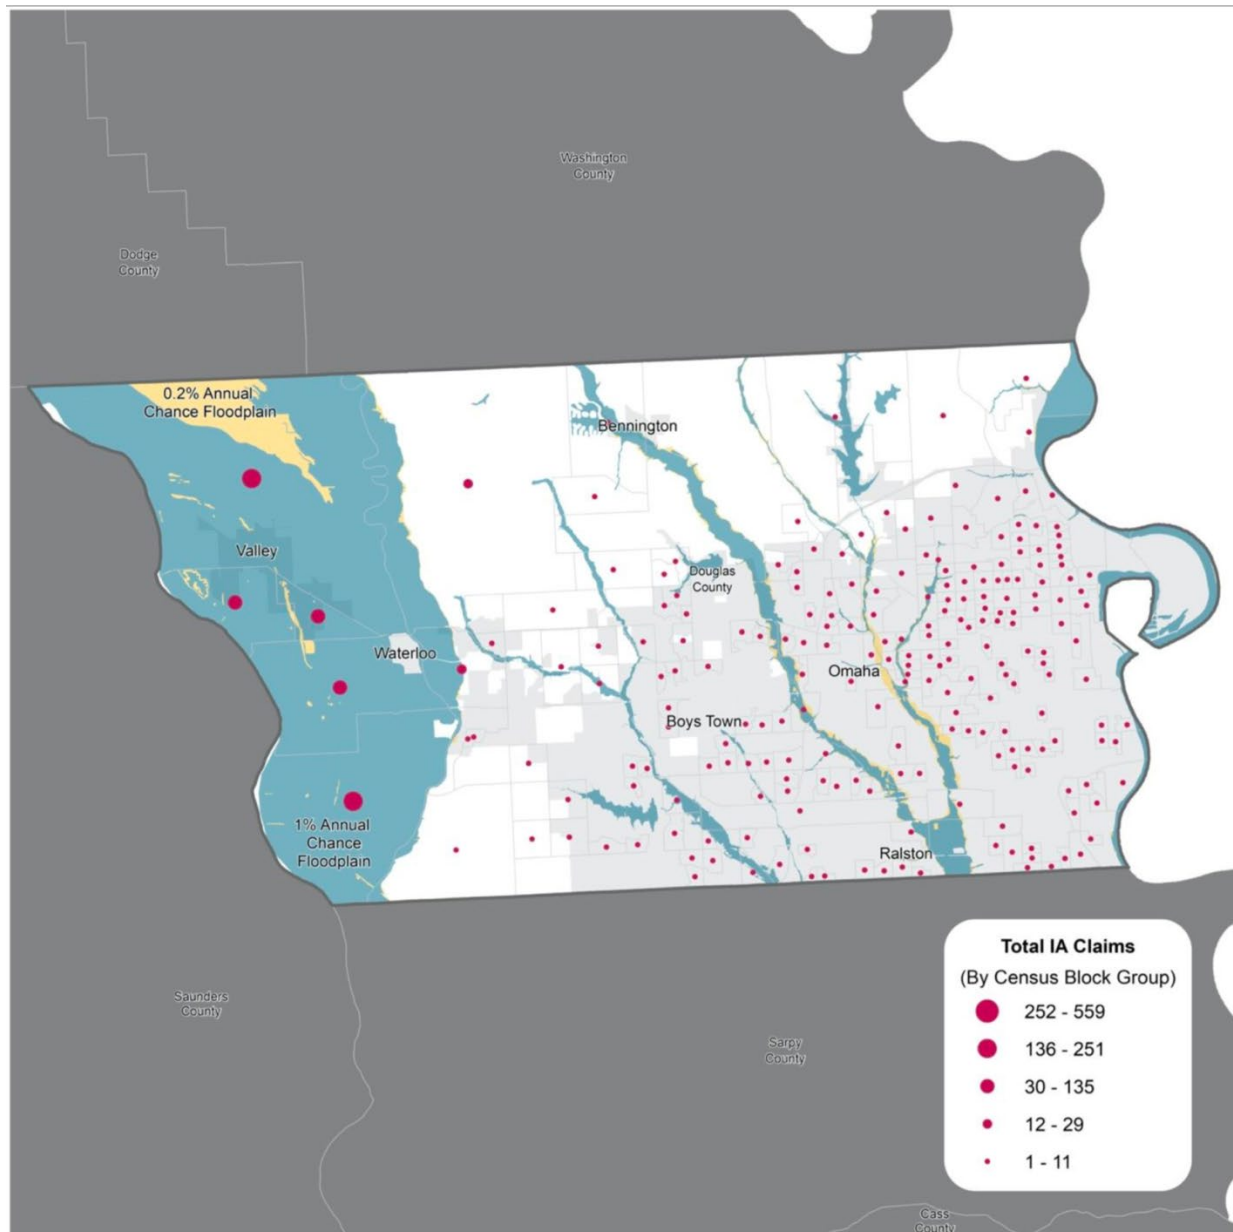 Washington
County
Dodge
County
0.2% Annual
Chance Floodplain
Bennington
Valley
Douglas
County
Waterloo
Omaha
Boys Town
1% Annual
Chance
Floodplain
Ralston
Saunders
County
Sarpy
County
Total IA Claims
(By Census Block Group)
252 - 559
136 - 251
30 - 135
12 - 29
1 - 11
Cass
County